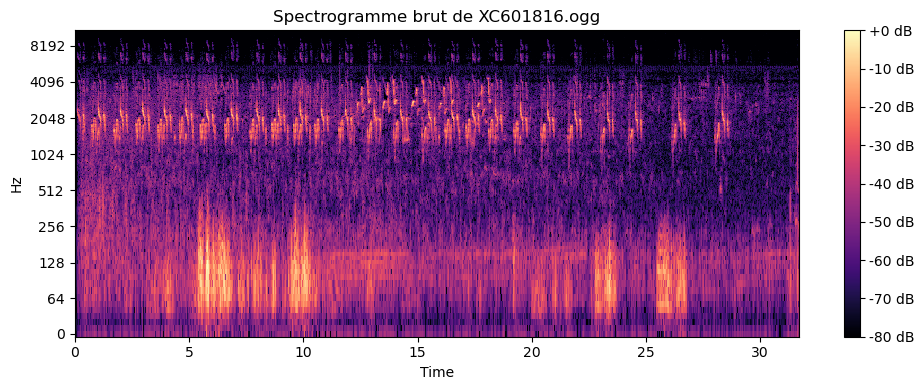 Spectrogramme brut de XC601816.ogg
8192
4096
2048
1024
512
256
128
64
0
Hz
0
5
10
15
20
25
30
Time
+0 dB
-10 dB
-20 dB
-30 dB
-40 dB
-50 dB
-60 dB
-70 dB
-80 dB